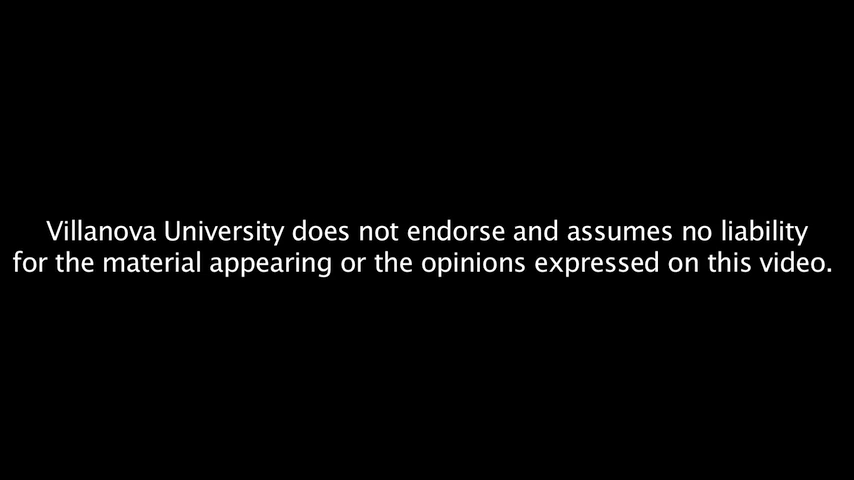 Villanova University does not endorse and assumes no liability
for the material appearing or the opinions expressed on this video.